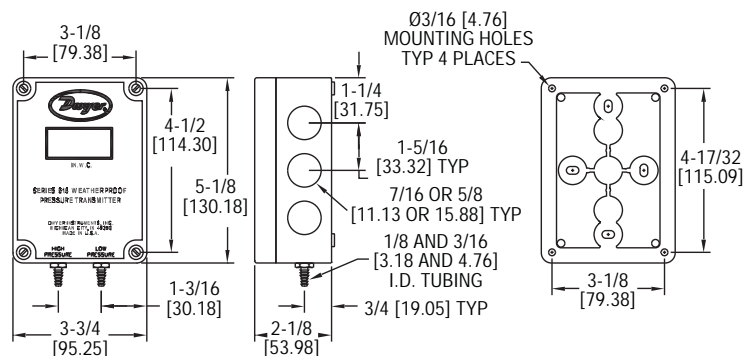 3-1/8
[79.38]
Dwyer
IN.W.C.
SERIES 616 WEATHERPROOF
PRESSURE TRANSMITTER
DWYER INSTRUMENTS, INC.
MICHIGAN CITY, IN 46360
MADE IN U.S.A.
HIGH
PRESSURE
LOW
PRESSURE
4-1/2
[114.30]
5-1/8
[130.18]
1-3/16
[30.18]
3-3/4
[95.25]
1-1/4
[31.75]
1-5/16
[33.32] TYP
7/16 OR 5/8
[11.13 OR 15.88] TYP
1/8 AND 3/16
[3.18 AND 4.76]
I.D. TUBING
3/4 [19.05] TYP
2-1/8
[53.98]
Ø3/16 [4.76]
MOUNTING HOLES
TYP 4 PLACES
4-17/32
[115.09]
3-1/8
[79.38]